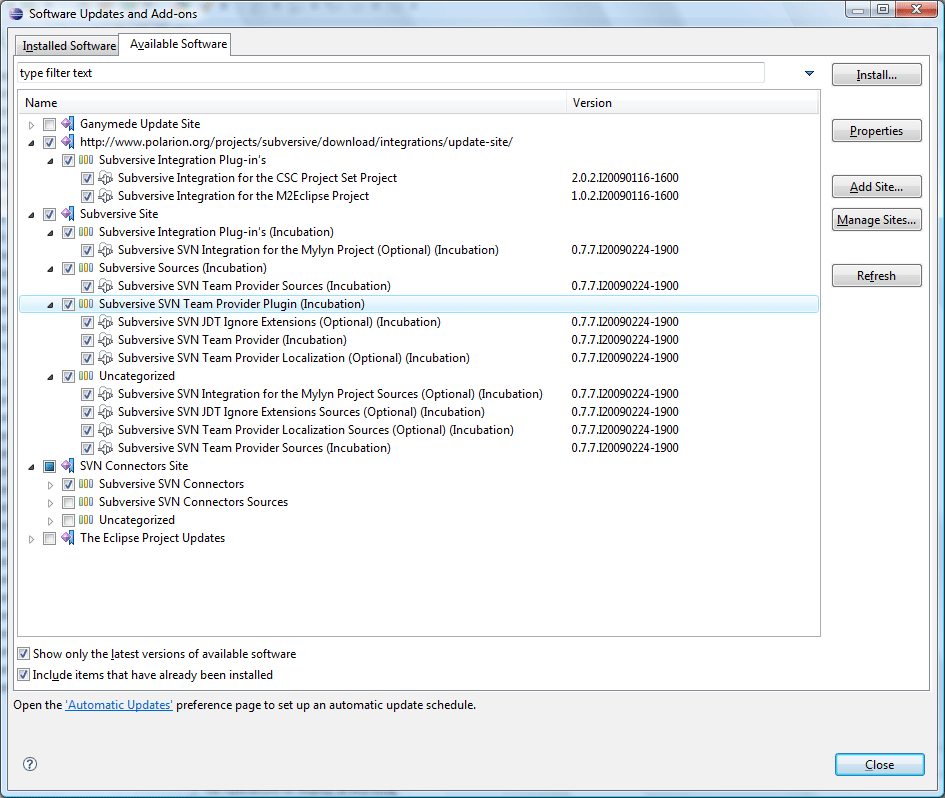 Software Updates and Add-ons
Installed Software Available Software
type filter text
Install...
Name Version
Ganymede Update Site
Properties
http://www.polarion.org/projects/subversive/download/integrations/update-site/
Subversive Integration Plug-in's
Subversive Integration for the CSC Project Set Project 2.0.2.I20090116-1600
Add Site...
Subversive Integration for the M2Eclipse Project 1.0.2.I20090116-1600
Subversive Site
Manage Sites...
Subversive Integration Plug-in's (Incubation)
Subversive SVN Integration for the Mylyn Project (Optional) (Incubation) 0.7.7.I20090224-1900
Subversive Sources (Incubation)
Refresh
Subversive SVN Team Provider Sources (Incubation) 0.7.7.I20090224-1900
Subversive SVN Team Provider Plugin (Incubation)
Subversive SVN JDT Ignore Extensions (Optional) (Incubation) 0.7.7.I20090224-1900
Subversive SVN Team Provider (Incubation) 0.7.7.I20090224-1900
Subversive SVN Team Provider Localization (Optional) (Incubation) 0.7.7.I20090224-1900
Uncategorized
Subversive SVN Integration for the Mylyn Project Sources (Optional) (Incubation) 0.7.7.I20090224-1900
Subversive SVN JDT Ignore Extensions Sources (Optional) (Incubation) 0.7.7.I20090224-1900
Subversive SVN Team Provider Localization Sources (Optional) (Incubation) 0.7.7.I20090224-1900
Subversive SVN Team Provider Sources (Incubation) 0.7.7.I20090224-1900
SVN Connectors Site
Subversive SVN Connectors
Subversive SVN Connectors Sources
Uncategorized
The Eclipse Project Updates
Show only the latest versions of available software
Include items that have already been installed
Open the 'Automatic Updates' preference page to set up an automatic update schedule.
?
Close